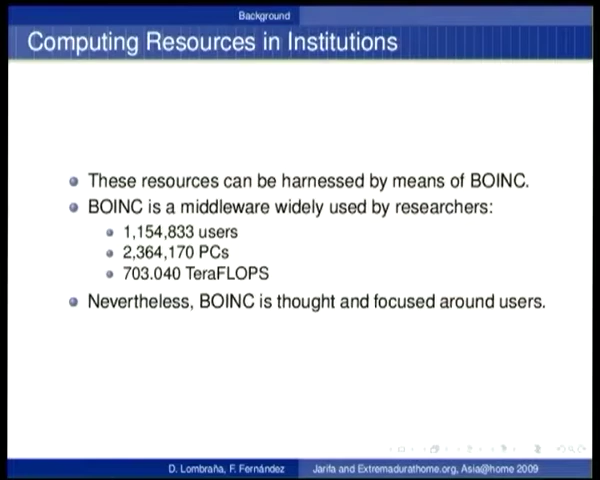 Background
Computing Resources in Institutions
These resources can be harnessed by means of BOINC.
BOINC is a middleware widely used by researchers:
1,154,833 users
2,364,170 PCs
703.040 TeraFLOPS
Nevertheless, BOINC is thought and focused around users.
D. Lombraña, F. Fernández
Jarifa and Extremadurathome.org, Asia@home 2009